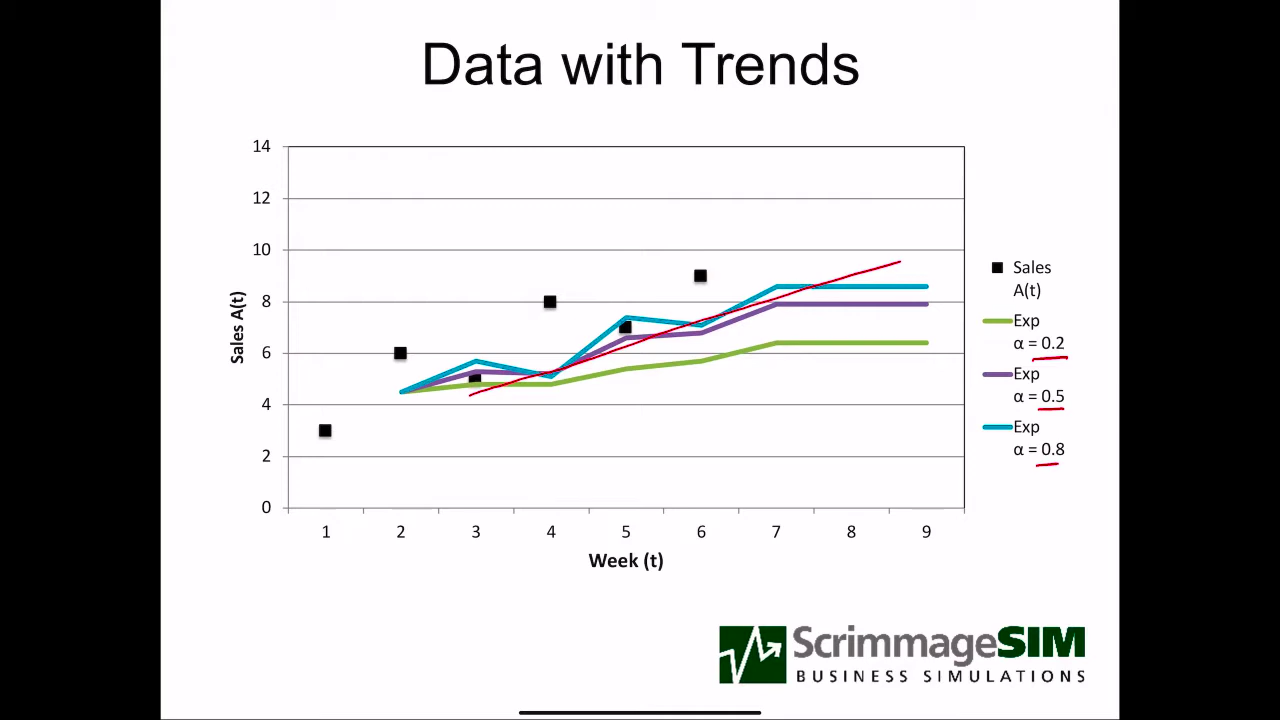 Data with Trends
14
12
10
8
6
4
2
0
Sales A(t)
1 2 3 4 5 6 7 8 9
Week (t)
Sales
A(t)
Exp
α = 0.2
Exp
α = 0.5
Exp
α = 0.8
ScrimmageSIM
BUSINESS SIMULATIONS